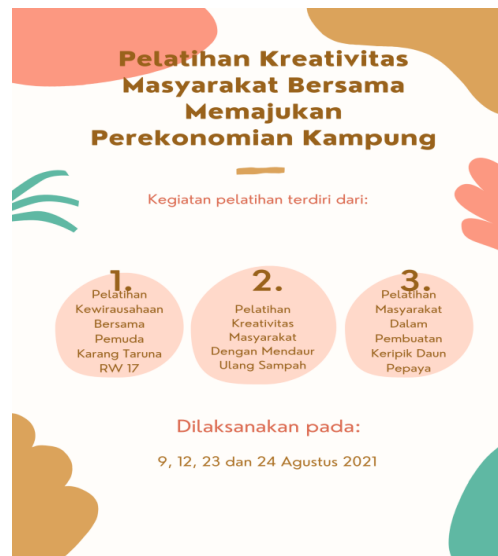 Pelatihan Kreativitas
Masyarakat Bersama
Memajukan
Perekonomian Kampung
Kegiatan pelatihan terdiri dari:
1.
Pelatihan
Kewirausahaan
Bersama
Pemuda
Karang Taruna
RW 17
2.
Pelatihan
Kreativitas
Masyarakat
Dengan Mendaur
Ulang Sampah
3.
Pelatihan
Masyarakat
Dalam
Pembuatan
Keripik Daun
Pepaya
Dilaksanakan pada:
9, 12, 23 dan 24 Agustus 2021